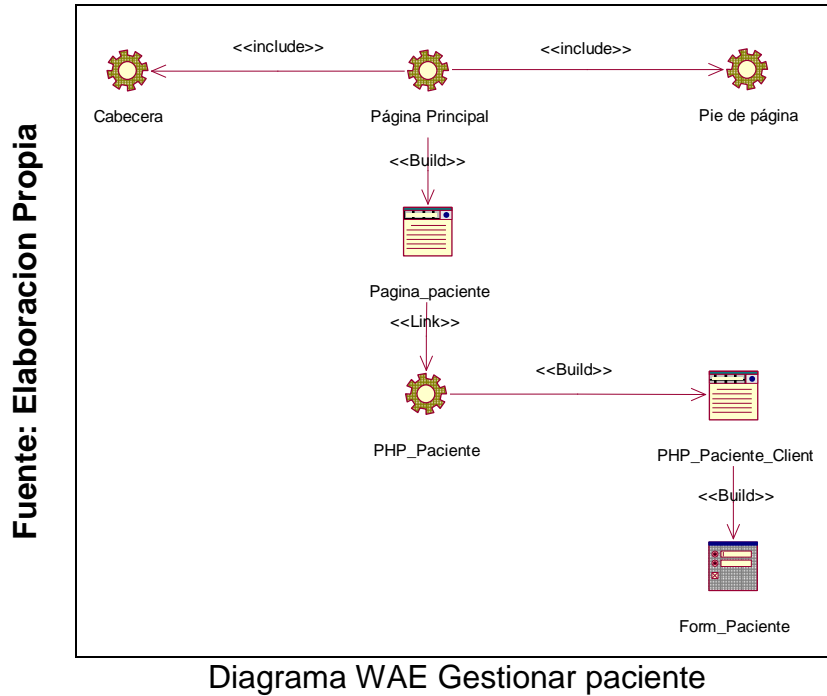 Fuente: Elaboracion Propia
<<include>>
<<include>>
Cabecera
Página Principal
Pie de página
<<Build>>
Pagina_paciente
<<Link>>
<<Build>>
PHP_Paciente
PHP_Paciente_Client
<<Build>>
Form_Paciente
Diagrama WAE Gestionar paciente